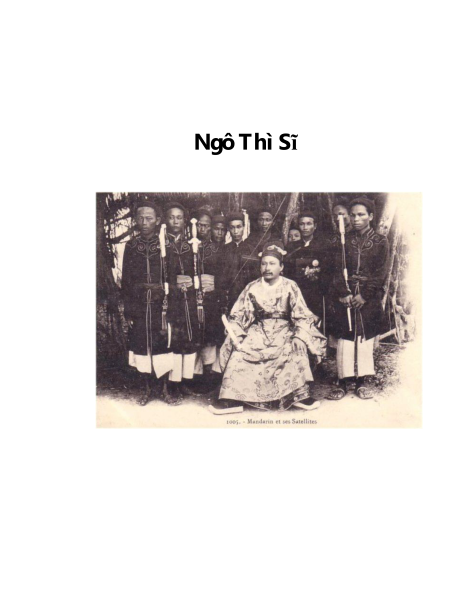 Ngô Thì Sĩ
1005. - Mandarin et ses Satellites